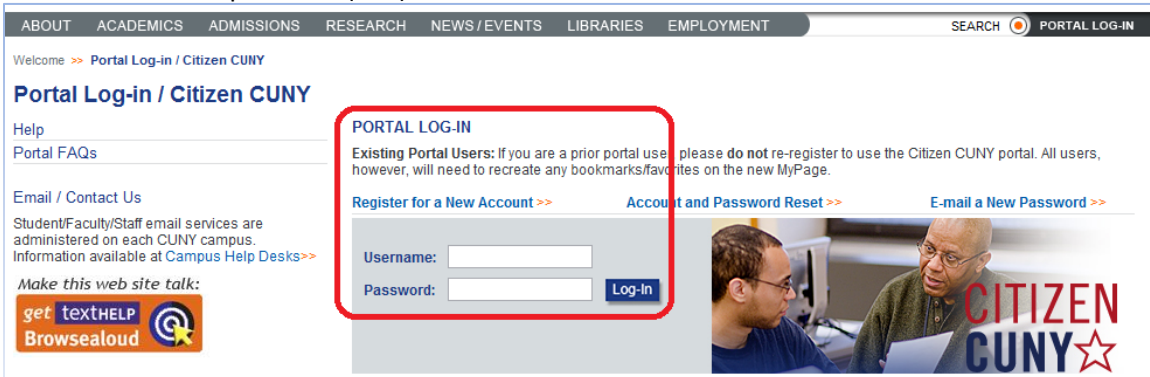 ABOUT ACADEMICS ADMISSIONS RESEARCH NEWS / EVENTS LIBRARIES EMPLOYMENT SEARCH PORTAL LOG-IN
Welcome >> Portal Log-in / Citizen CUNY
Portal Log-in / Citizen CUNY
Help
Portal FAQs
Email / Contact Us
Student/Faculty/Staff email services are
administered on each CUNY campus.
Information available at Campus Help Desks>>
Make this web site talk:
get textHELP
Browsealoud
PORTAL LOG-IN
Existing Portal Users: If you are a prior portal user please do not re-register to use the Citizen CUNY portal. All users,
however, will need to recreate any bookmarks/favorites on the new MyPage.
Register for a New Account >> Account and Password Reset >> E-mail a New Password >>
Username:
Password: Log-In
CITIZEN
CUNY